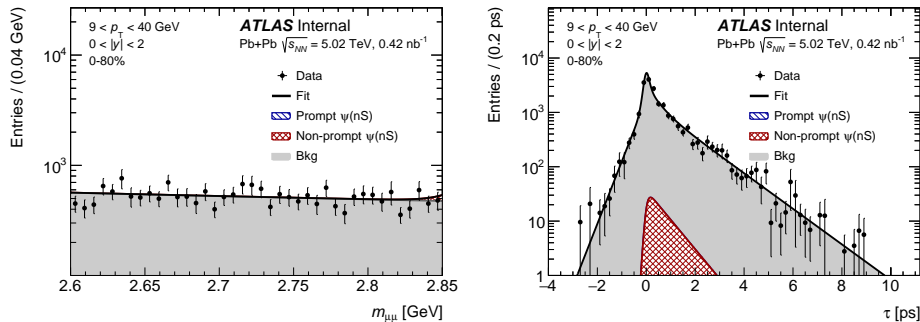 9 < p_T < 40 GeV
0 < |y| < 2
0-80%
ATLAS Internal
Pb+Pb √s_NN = 5.02 TeV, 0.42 nb⁻¹
Data
Fit
Prompt ψ(nS)
Non-prompt ψ(nS)
Bkg
Entries / (0.04 GeV)
10⁴
10³
2.6 2.65 2.7 2.75 2.8 2.85
m_μμ [GeV]
9 < p_T < 40 GeV
0 < |y| < 2
0-80%
ATLAS Internal
Pb+Pb √s_NN = 5.02 TeV, 0.42 nb⁻¹
Data
Fit
Prompt ψ(nS)
Non-prompt ψ(nS)
Bkg
Entries / (0.2 ps)
10⁵
10⁴
10³
10²
10
1
−4 −2 0 2 4 6 8 10
τ [ps]